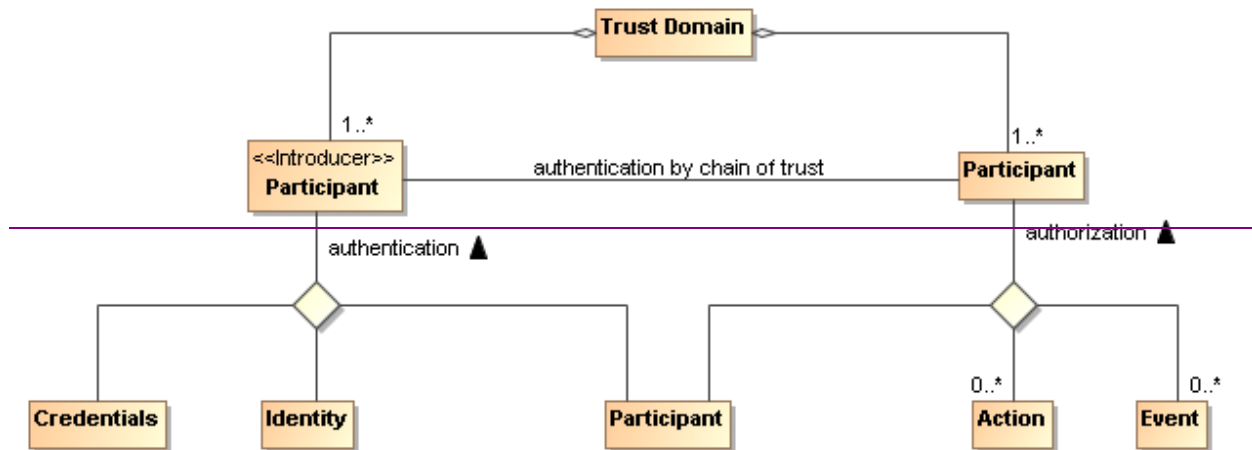 Trust Domain
1..*
1..*
<<Introducer>>
Participant
authentication by chain of trust
Participant
authentication
authorization
0..*
0..*
Credentials
Identity
Participant
Action
Event